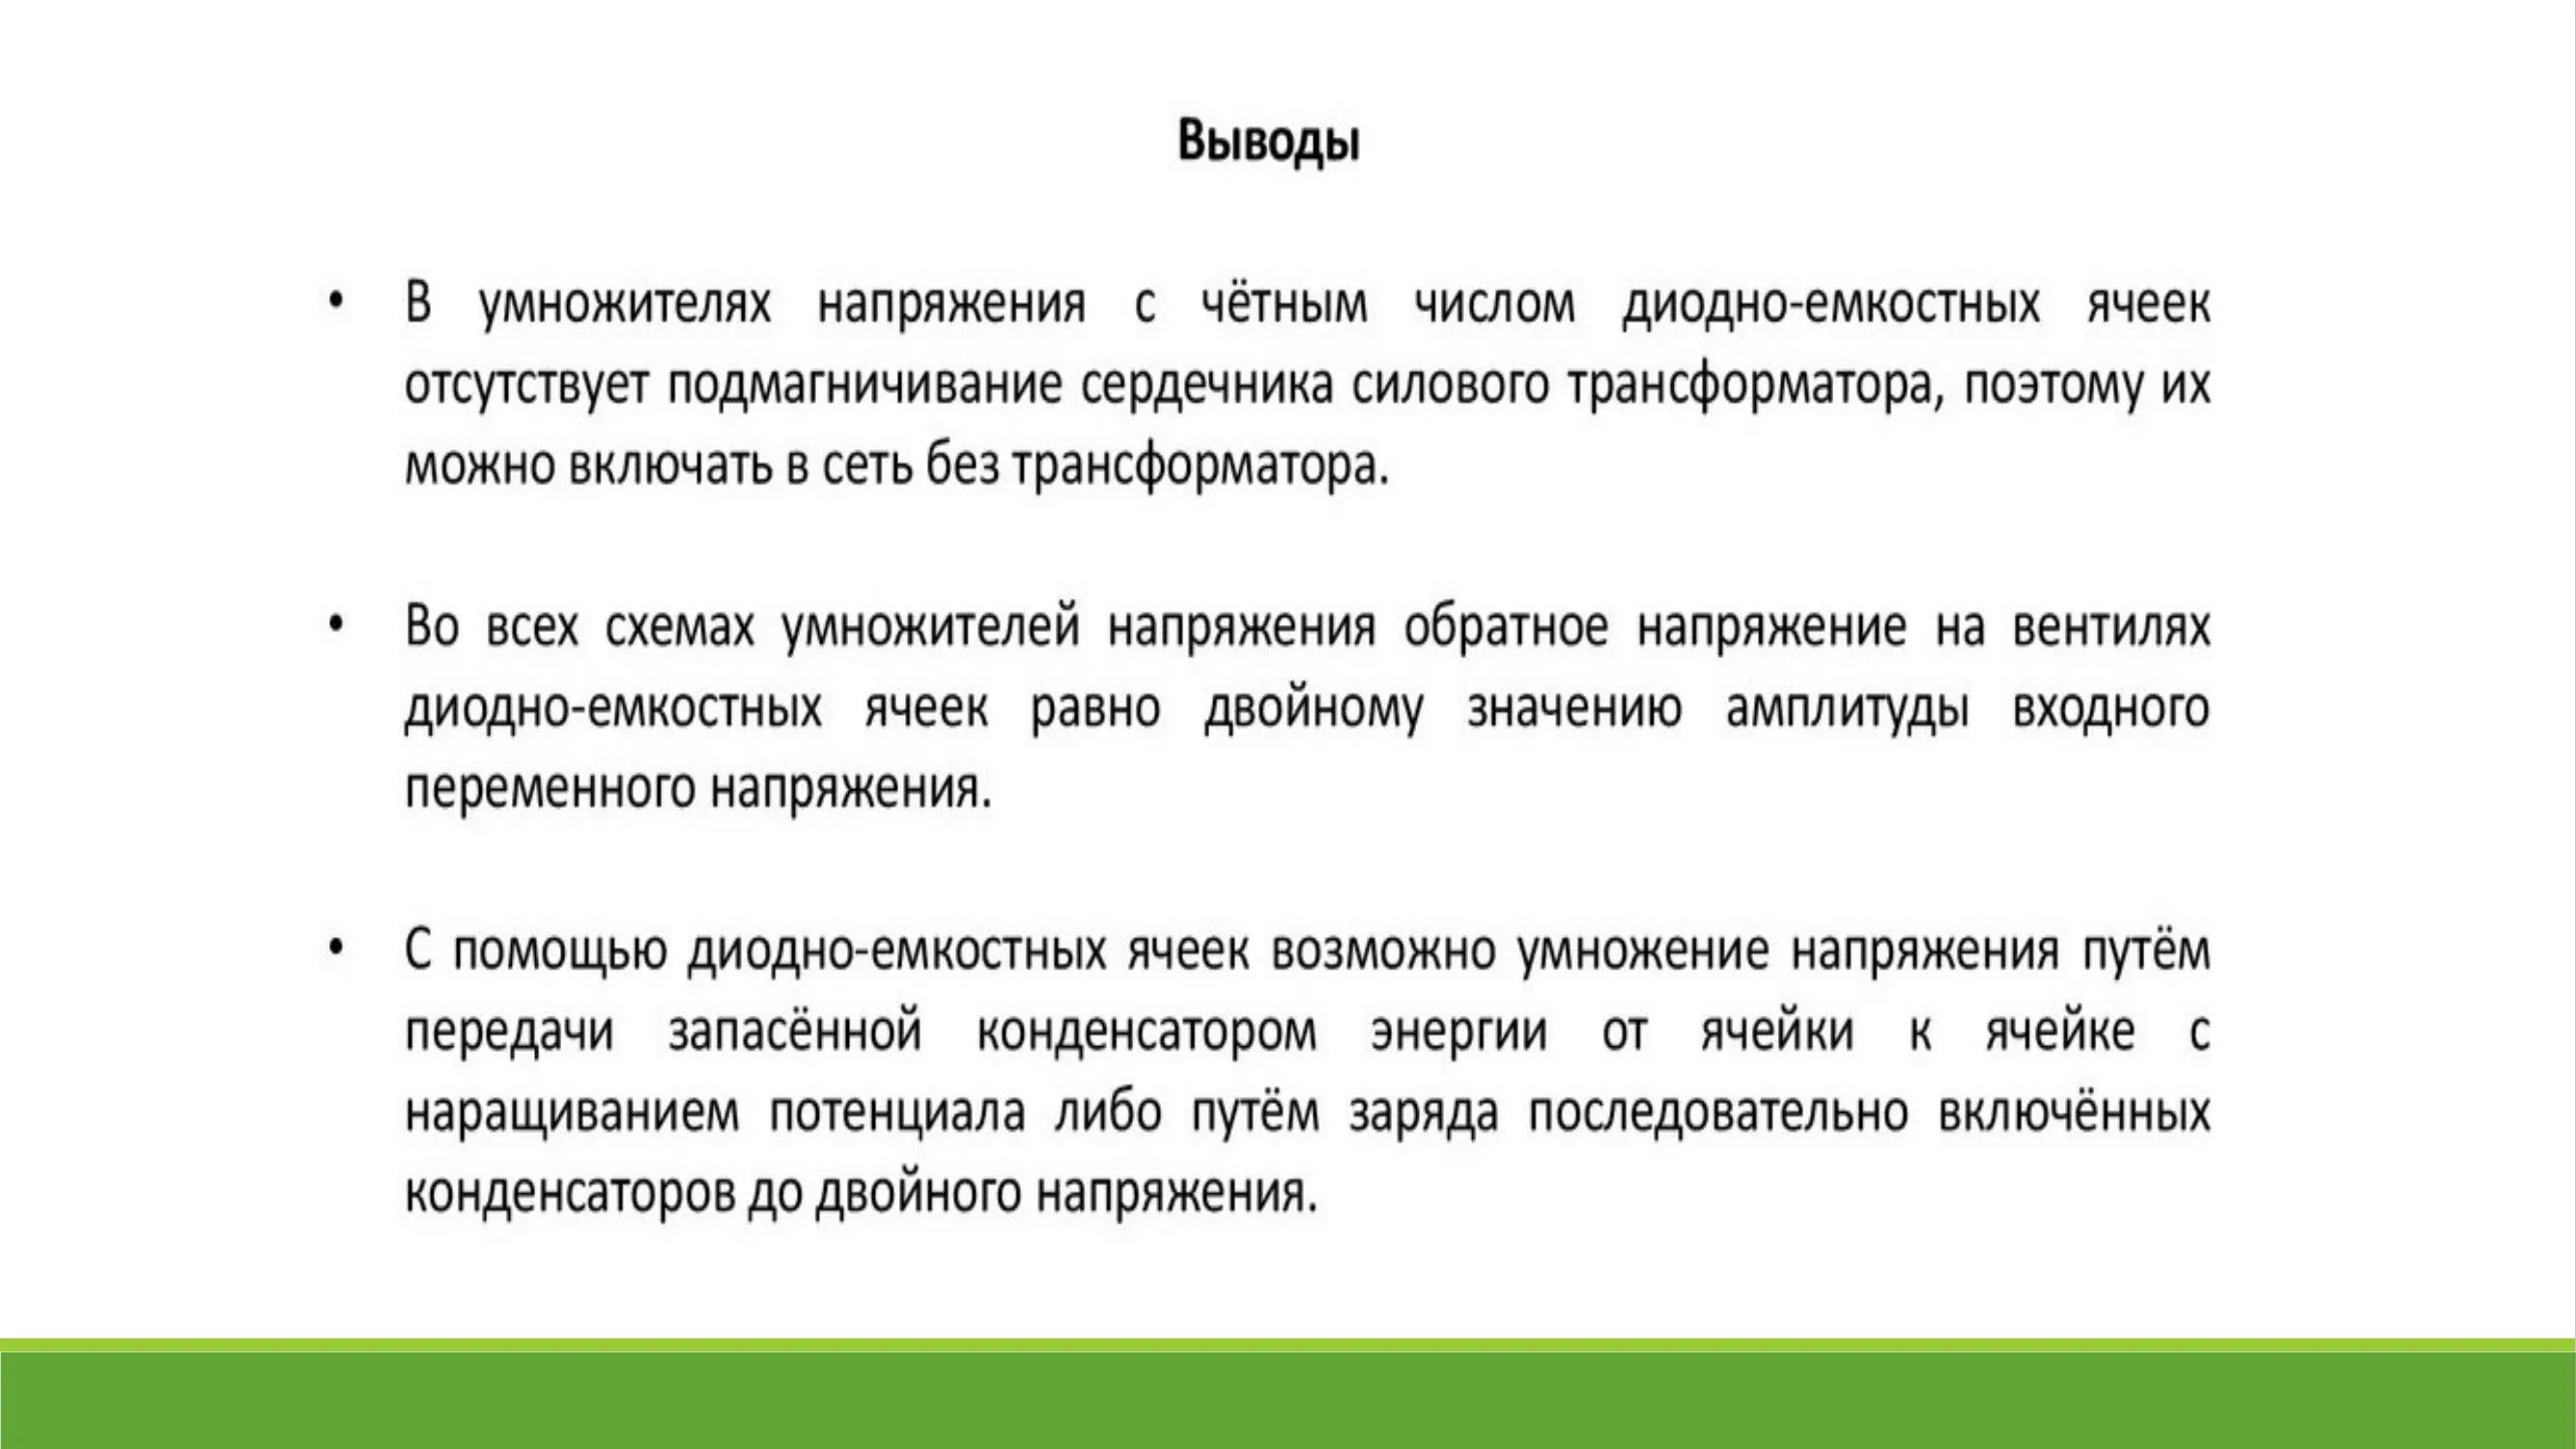 Выводы
• В умножителях напряжения с чётным числом диодно-емкостных ячеек
отсутствует подмагничивание сердечника силового трансформатора, поэтому их
можно включать в сеть без трансформатора.
• Во всех схемах умножителей напряжения обратное напряжение на вентилях
диодно-емкостных ячеек равно двойному значению амплитуды входного
переменного напряжения.
• С помощью диодно-емкостных ячеек возможно умножение напряжения путём
передачи запасённой конденсатором энергии от ячейки к ячейке с
наращиванием потенциала либо путём заряда последовательно включённых
конденсаторов до двойного напряжения.